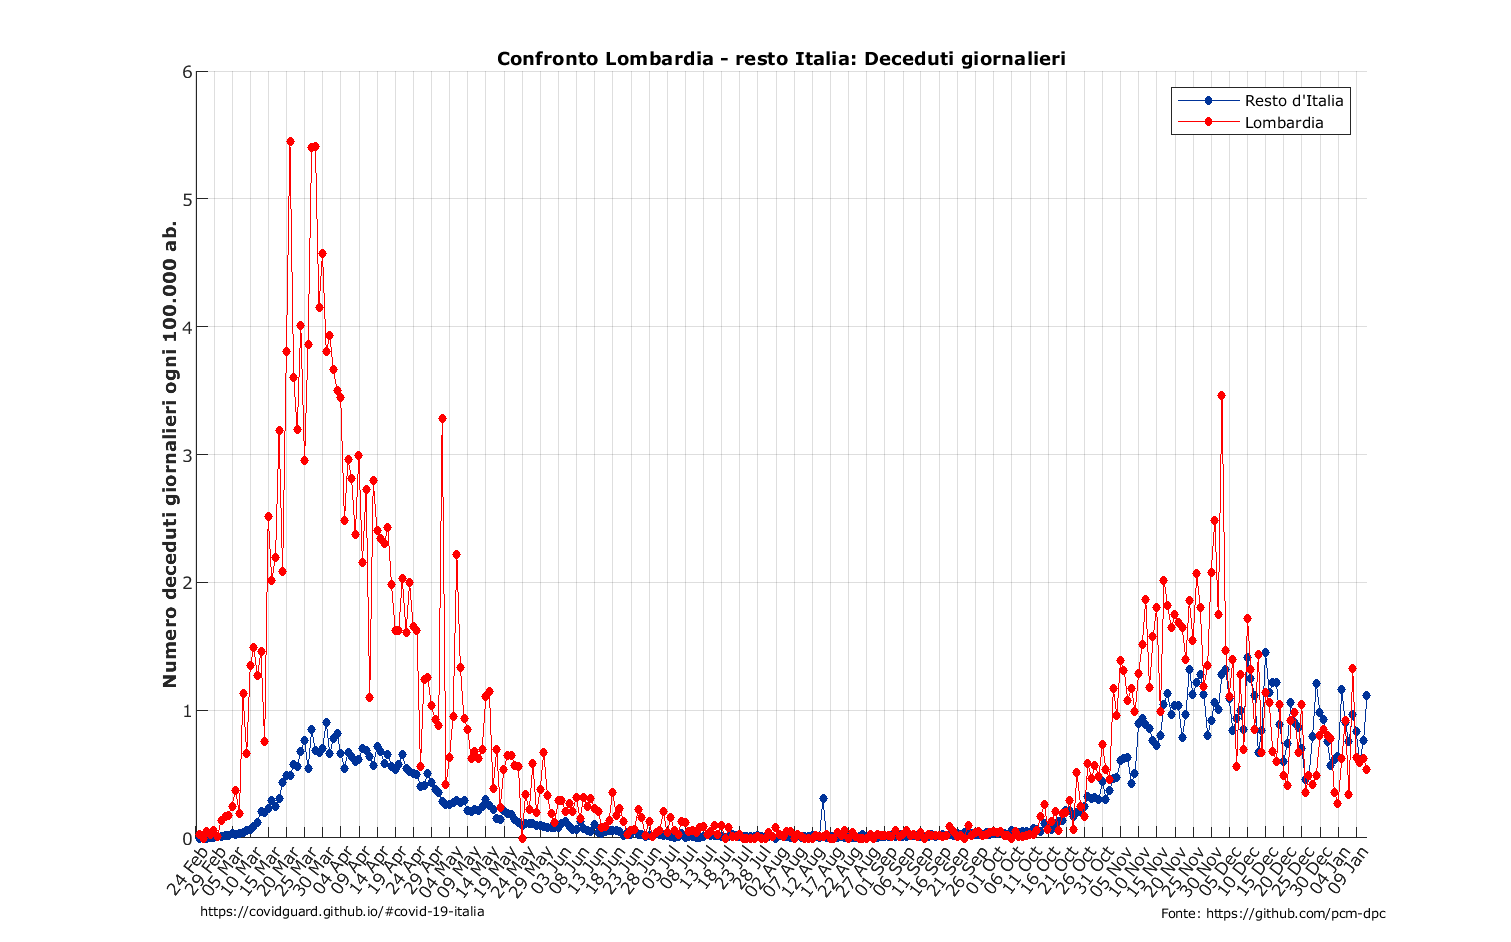 Confronto Lombardia - resto Italia: Deceduti giornalieri
Resto d'Italia
Lombardia
Numero deceduti giornalieri ogni 100.000 ab.
6
5
4
3
2
1
0
24 Feb
29 Feb
05 Mar
10 Mar
15 Mar
20 Mar
25 Mar
30 Mar
04 Apr
09 Apr
14 Apr
19 Apr
24 Apr
29 Apr
04 May
09 May
14 May
19 May
24 May
29 May
03 Jun
08 Jun
13 Jun
18 Jun
23 Jun
28 Jun
03 Jul
08 Jul
13 Jul
18 Jul
23 Jul
28 Jul
02 Aug
07 Aug
12 Aug
17 Aug
22 Aug
27 Aug
01 Sep
06 Sep
11 Sep
16 Sep
21 Sep
26 Sep
01 Oct
06 Oct
11 Oct
16 Oct
21 Oct
26 Oct
31 Oct
05 Nov
10 Nov
15 Nov
20 Nov
25 Nov
30 Nov
05 Dec
10 Dec
15 Dec
20 Dec
25 Dec
30 Dec
04 Jan
09 Jan
https://covidguard.github.io/#covid-19-italia
Fonte: https://github.com/pcm-dpc